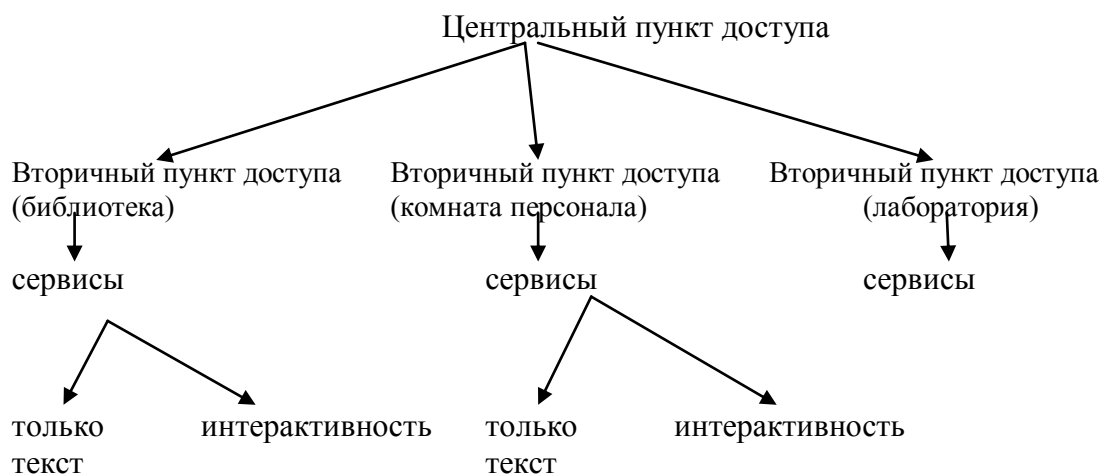 Центральный пункт доступа
Вторичный пункт доступа
(библиотека)
Вторичный пункт доступа
(комната персонала)
Вторичный пункт доступа
(лаборатория)
сервисы
сервисы
сервисы
только
текст
интерактивность
только
текст
интерактивность